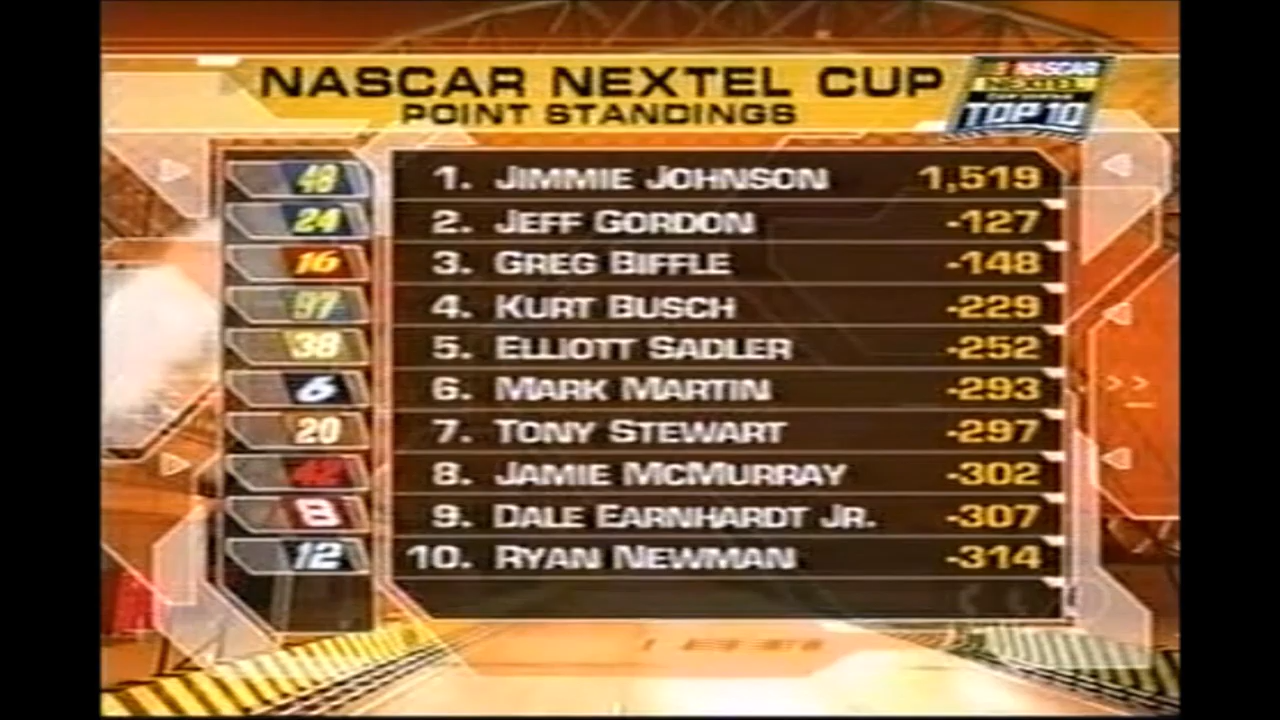 NASCAR NEXTEL CUP
POINT STANDINGS
NASCAR
TOP 10
48 1. JIMMIE JOHNSON 1,519
24 2. JEFF GORDON -127
16 3. GREG BIFFLE -148
97 4. KURT BUSCH -229
38 5. ELLIOTT SADLER -252
6 6. MARK MARTIN -293
20 7. TONY STEWART -297
42 8. JAMIE MCMURRAY -302
8 9. DALE EARNHARDT JR. -307
12 10. RYAN NEWMAN -314